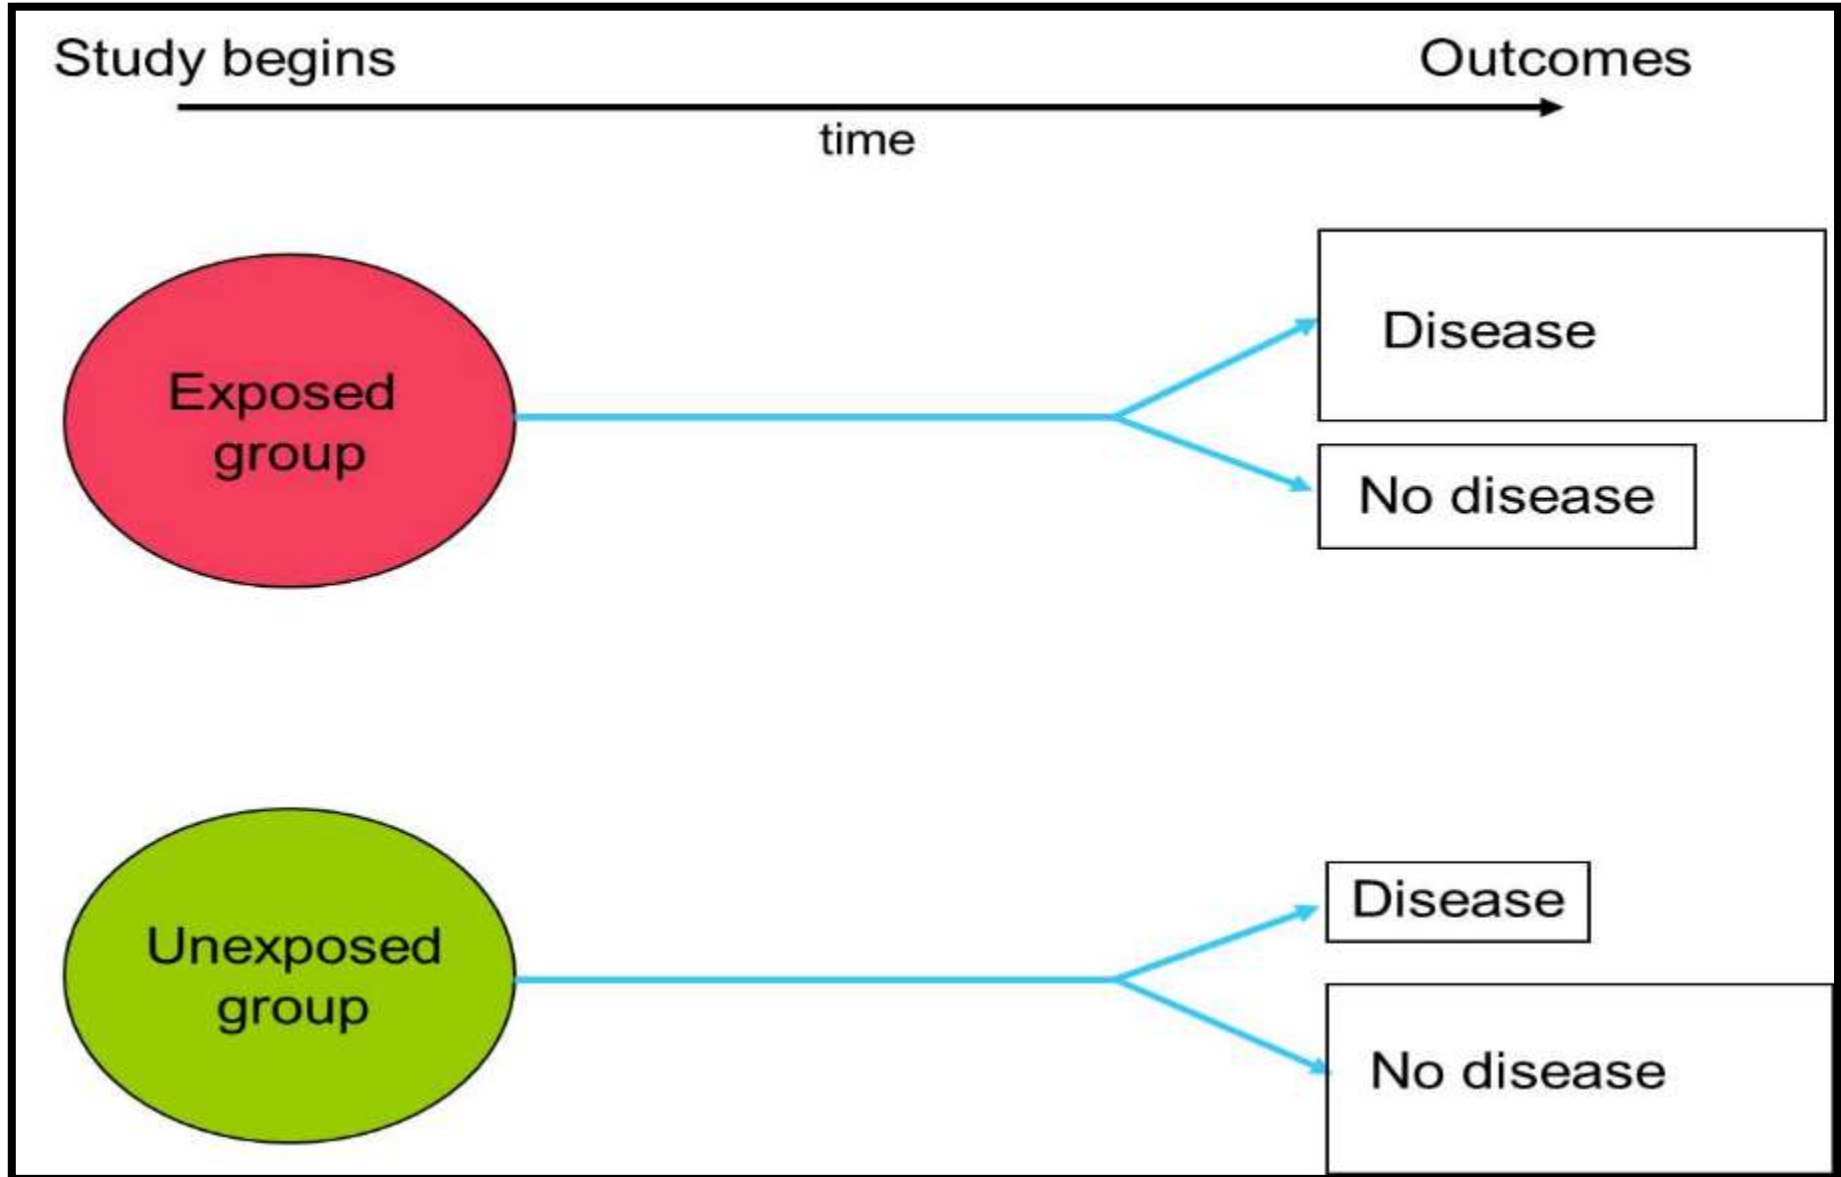 Study begins
Outcomes
time
Exposed
group
Disease
No disease
Unexposed
group
Disease
No disease